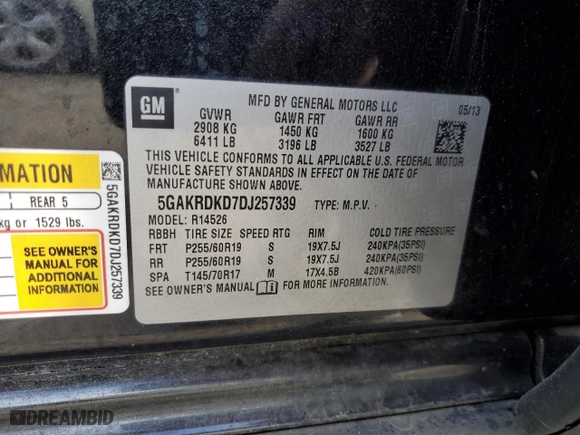 GM
MFD BY GENERAL MOTORS LLC
05/13
GVWR GAWR FRT GAWR RR
2908 KG 1450 KG 1600 KG
6411 LB 3196 LB 3527 LB
THIS VEHICLE CONFORMS TO ALL APPLICABLE U.S. FEDERAL MOTOR
VEHICLE SAFETY STANDARDS IN EFFECT ON THE DATE OF
MANUFACTURE SHOWN ABOVE.
5GAKRDKD7DJ257339 TYPE: M.P.V.
MODEL: R14526
RBBH TIRE SIZE SPEED RTG RIM COLD TIRE PRESSURE
FRT P255/60R19 S 19X7.5J 240KPA(35PSI)
RR P255/60R19 S 19X7.5J 240KPA(35PSI)
SPA T145/70R17 M 17X4.5B 420KPA(60PSI)
SEE OWNER'S MANUAL FOR MORE INFORMATION.
MATION
REAR 5
kg or 1529 lbs.
SEE OWNER'S
MANUAL FOR
ADDITIONAL
INFORMATION
5GAKRDKD7DJ257339
DREAMBID